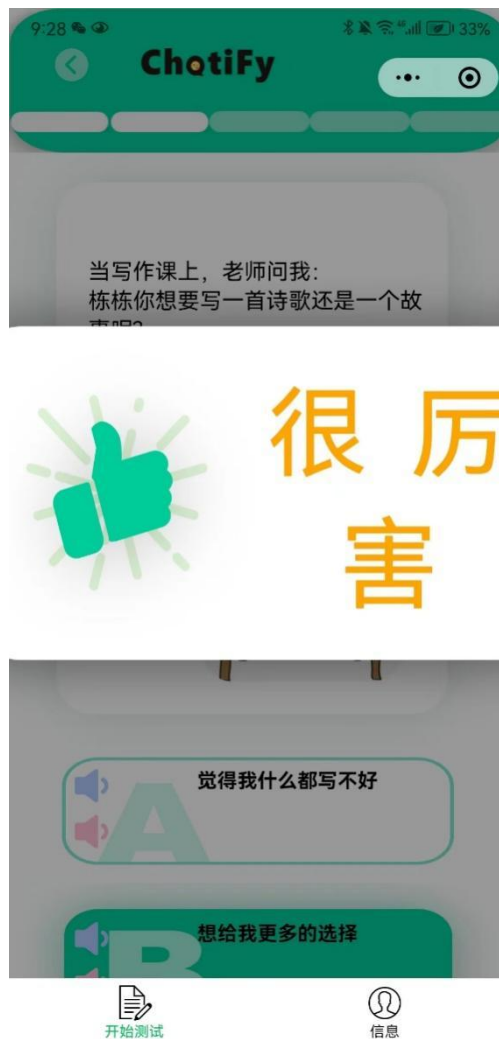 9:28
33%
ChatiFy
当写作课上，老师问我：
栋栋你想要写一首诗歌还是一个故
事呢?
很 厉
害
觉得我什么都写不好
A
想给我更多的选择
B
开始测试
信息